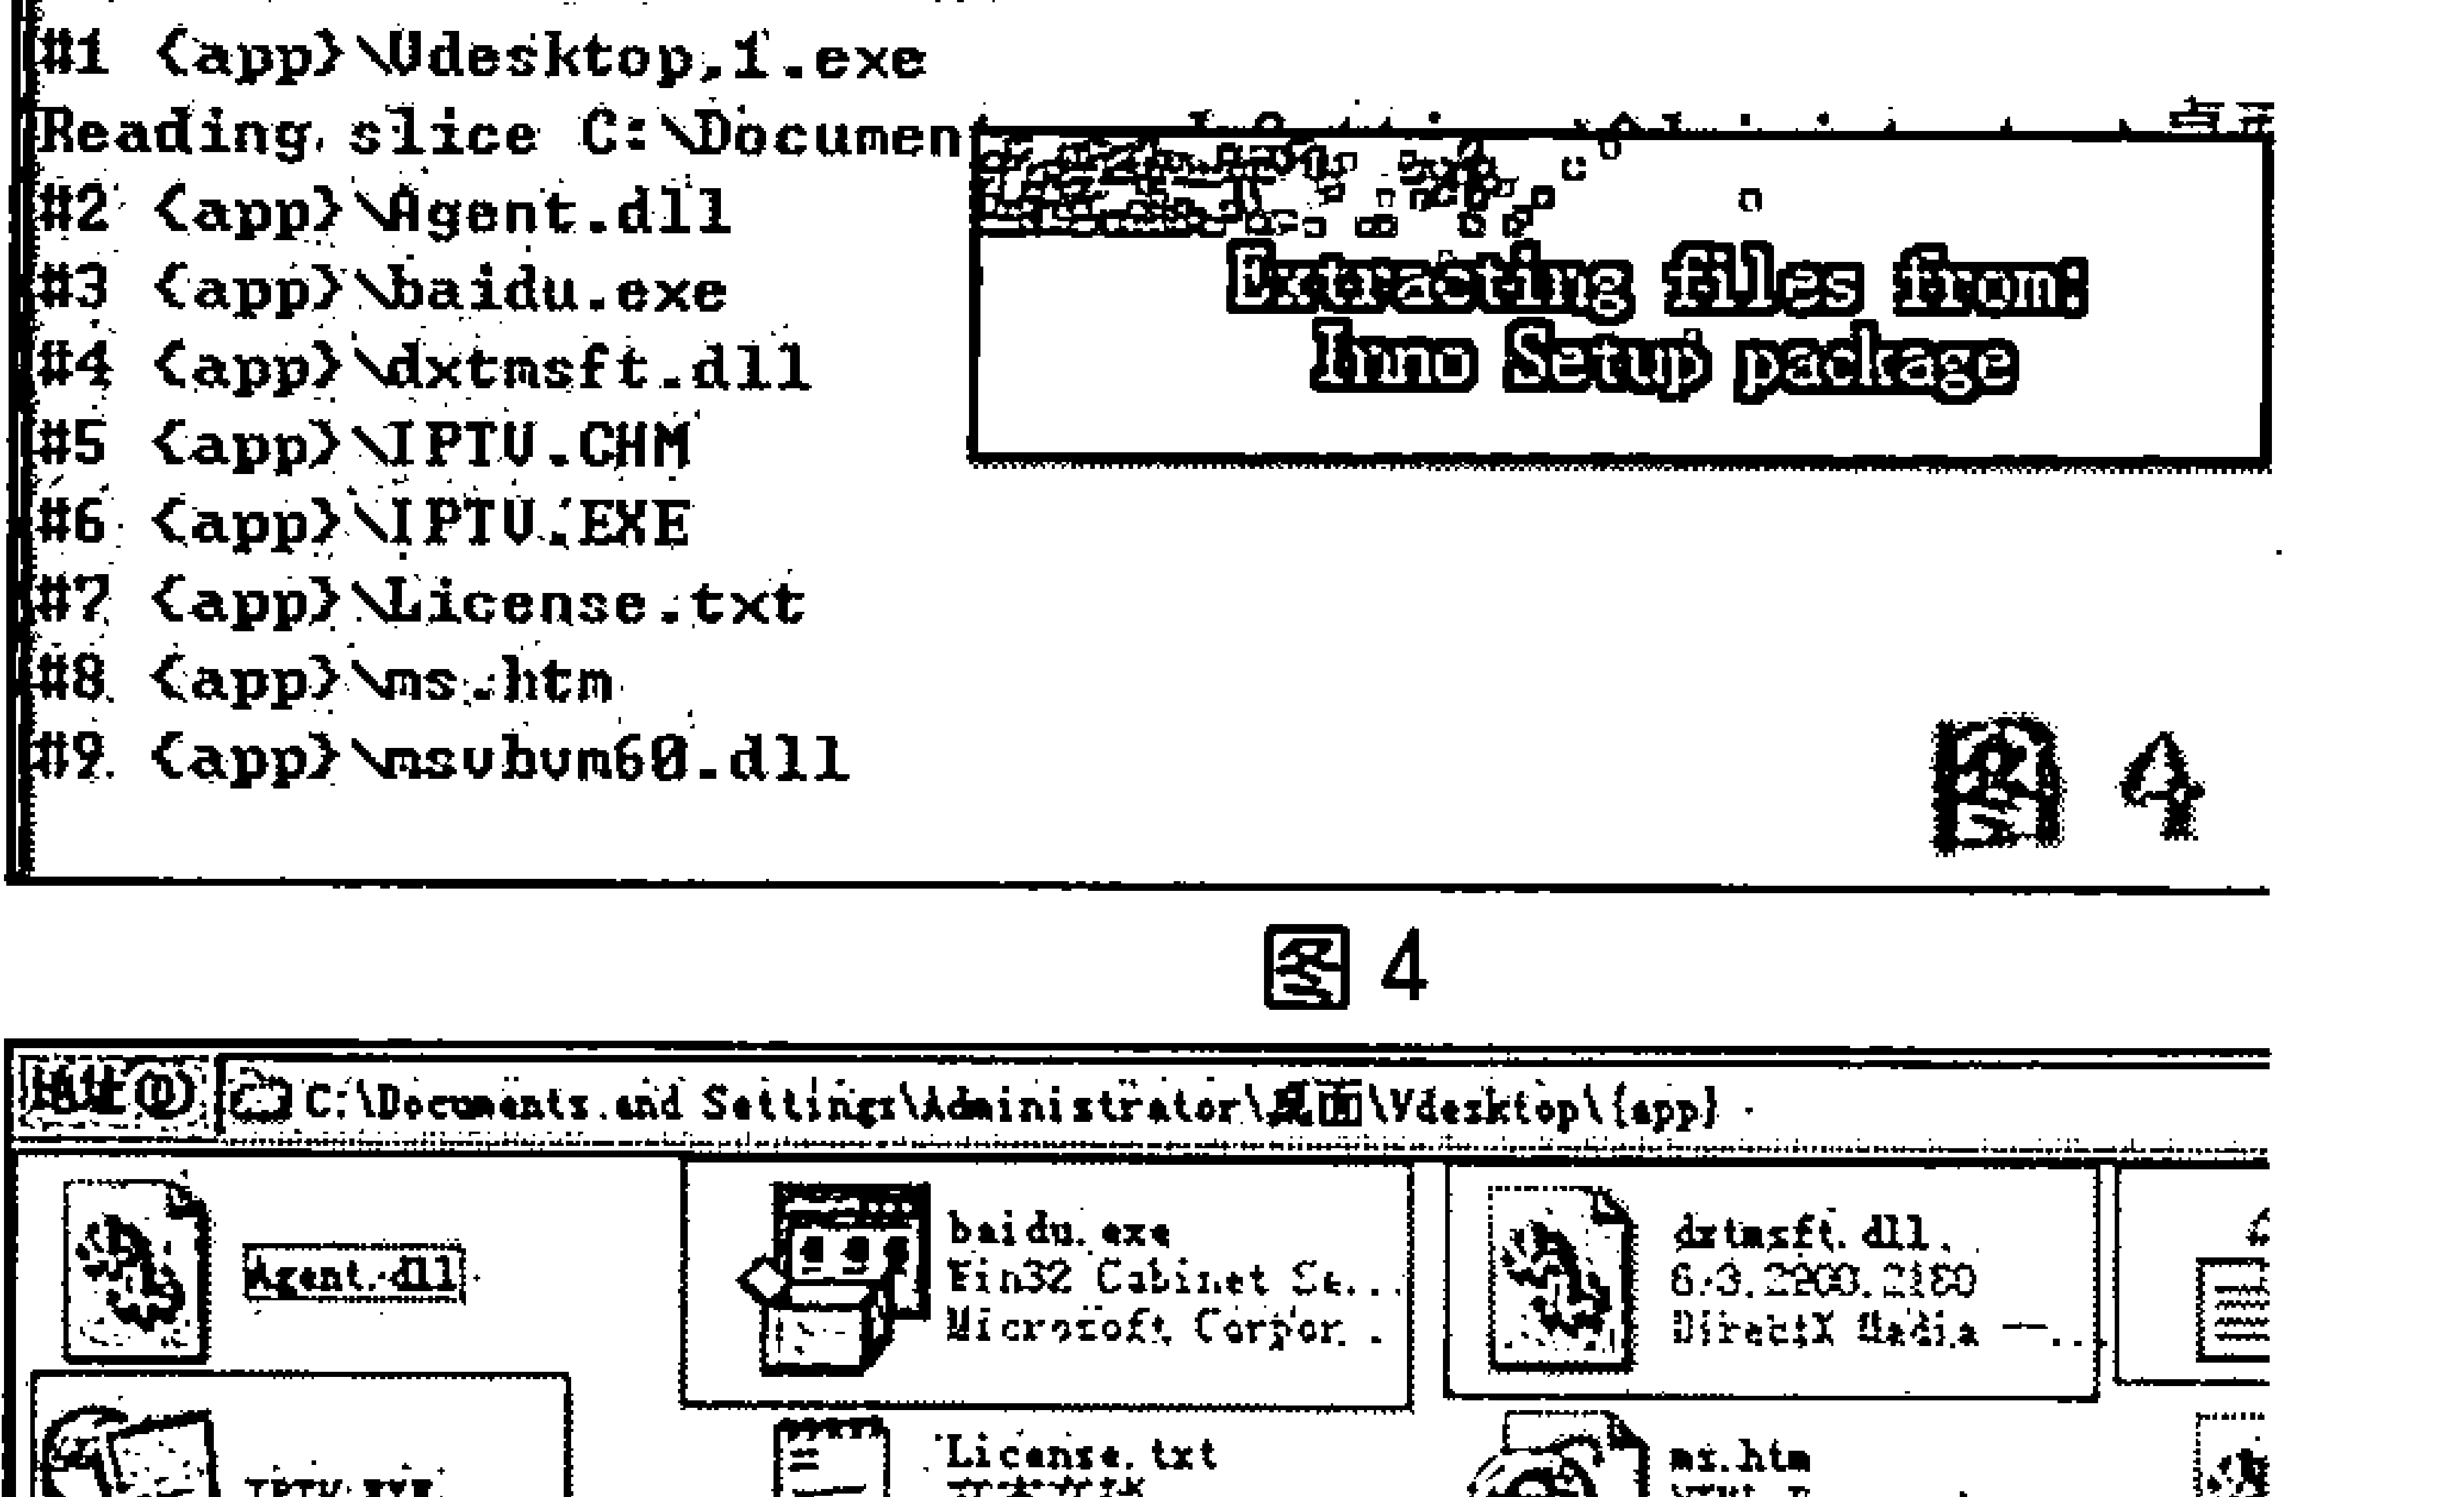 #1 {app}\Vdesktop,1.exe
Reading slice C:\Documen
#2 {app}\Agent.dll
#3 {app}\baidu.exe
#4 {app}\dxtmsft.dll
#5 {app}\IPTV.CHM
#6 {app}\IPTV.EXE
#7 {app}\License.txt
#8 {app}\ms.htm
#9 {app}\msvbvm60.dll
Extracting files from:
Inno Setup package
图 4
图 4
C:\Documents and Settings\Administrator\桌面\Vdesktop\{app}
Agent.dll
baidu.exe
Win32 Cabinet Se...
Microsoft Corpor...
dxtmsft.dll
6.3.2900.2180
DirectX Media --...
IPTV.EXE
License.txt
ms.htm